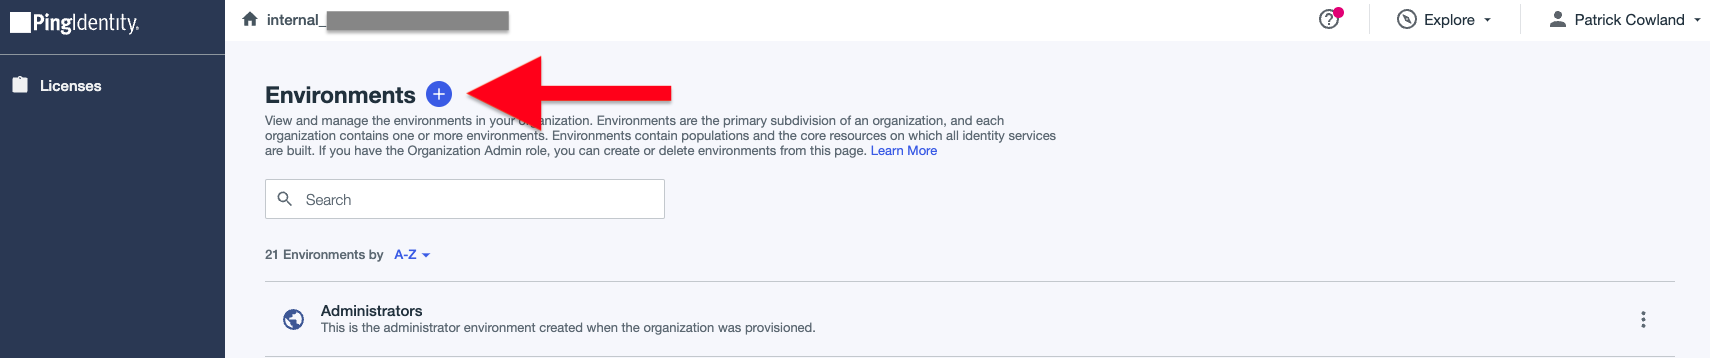 PingIdentity.
internal_
Explore
Patrick Cowland
Licenses
Environments
View and manage the environments in your organization. Environments are the primary subdivision of an organization, and each
organization contains one or more environments. Environments contain populations and the core resources on which all identity services
are built. If you have the Organization Admin role, you can create or delete environments from this page. Learn More
Search
21 Environments by A-Z
Administrators
This is the administrator environment created when the organization was provisioned.